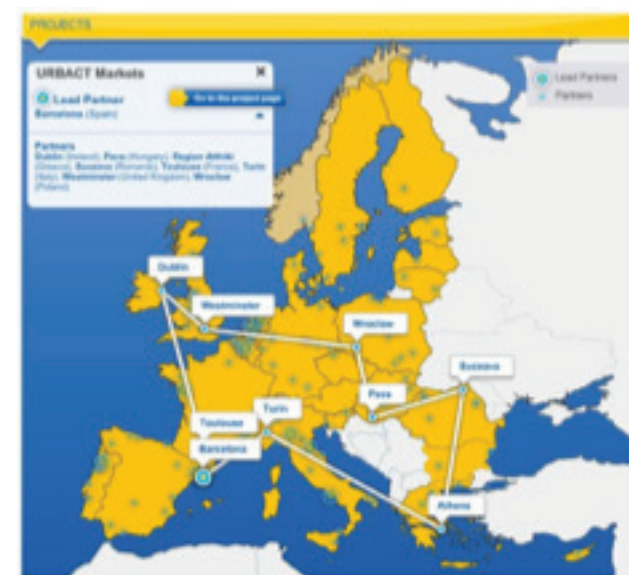 PROJECTS
URBACT Markets
Lead Partner
Go to the project page
Barcelona (Spain)
Partners
Dublin (Ireland), Pecs (Hungary), Region Attiki
(Greece), Suceava (Romania), Toulouse (France), Turin
(Italy), Westminster (United Kingdom), Wroclaw
(Poland)
Lead Partners
Partners
Dublin
Westminster
Wroclaw
Suceava
Pecs
Turin
Toulouse
Barcelona
Athens